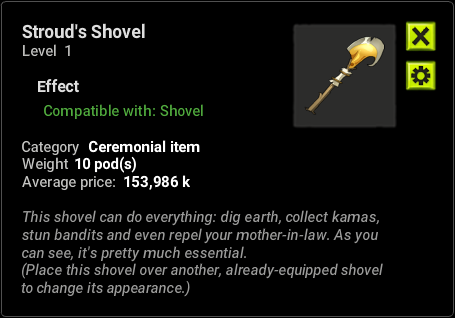 Stroud's Shovel
Level 1
Effect
Compatible with: Shovel
Category Ceremonial item
Weight 10 pod(s)
Average price: 153,986 k
This shovel can do everything: dig earth, collect kamas,
stun bandits and even repel your mother-in-law. As you
can see, it's pretty much essential.
(Place this shovel over another, already-equipped shovel
to change its appearance.)